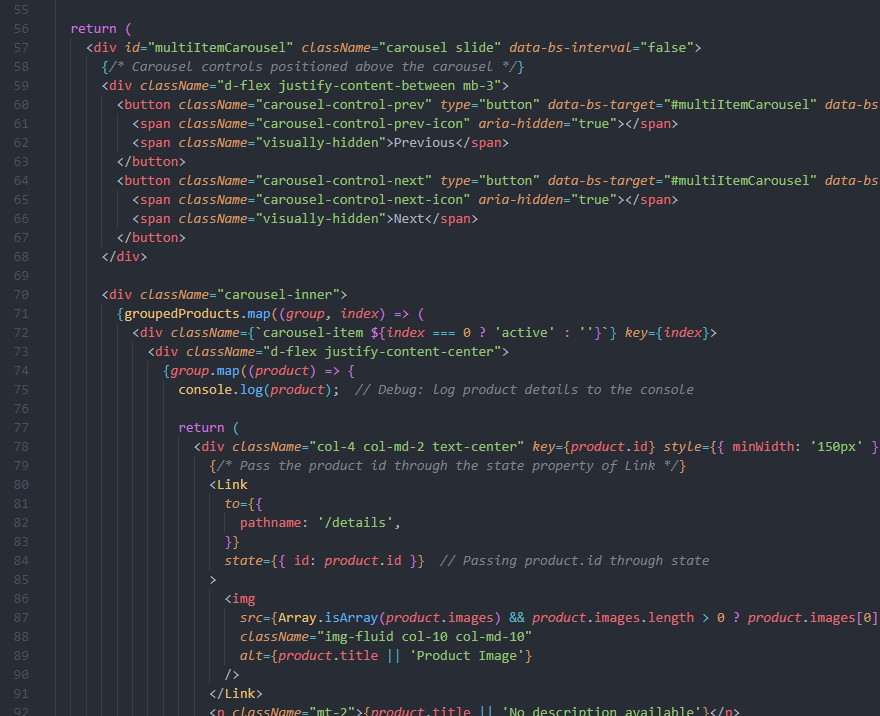 55
56 return (
57 <div id="multiItemCarousel" className="carousel slide" data-bs-interval="false">
58 {/* Carousel controls positioned above the carousel */}
59 <div className="d-flex justify-content-between mb-3">
60 <button className="carousel-control-prev" type="button" data-bs-target="#multiItemCarousel" data-bs
61 <span className="carousel-control-prev-icon" aria-hidden="true"></span>
62 <span className="visually-hidden">Previous</span>
63 </button>
64 <button className="carousel-control-next" type="button" data-bs-target="#multiItemCarousel" data-bs
65 <span className="carousel-control-next-icon" aria-hidden="true"></span>
66 <span className="visually-hidden">Next</span>
67 </button>
68 </div>
69
70 <div className="carousel-inner">
71 {groupedProducts.map((group, index) => (
72 <div className={`carousel-item ${index === 0 ? 'active' : ''}`} key={index}>
73 <div className="d-flex justify-content-center">
74 {group.map((product) => {
75 console.log(product); // Debug: log product details to the console
76
77 return (
78 <div className="col-4 col-md-2 text-center" key={product.id} style={{ minWidth: '150px' }
79 {/* Pass the product id through the state property of Link */}
80 <Link
81 to={{
82 pathname: '/details',
83 }}
84 state={{ id: product.id }} // Passing product.id through state
85 >
86 <img
87 src={Array.isArray(product.images) && product.images.length > 0 ? product.images[0]
88 className="img-fluid col-10 col-md-10"
89 alt={product.title || 'Product Image'}
90 />
91 </Link>
92 <p className="mt-2">{product.title || 'No description available'}</p>